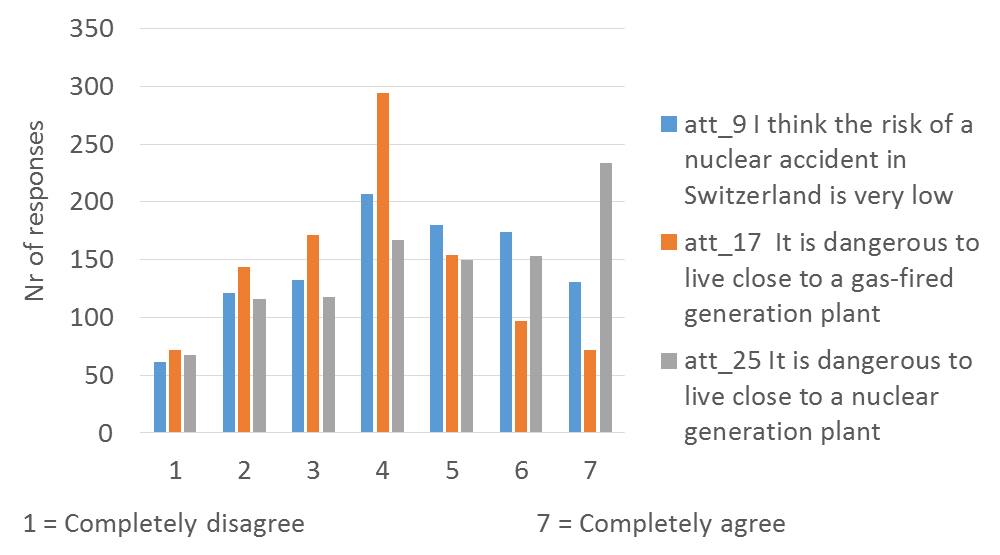 350
300
250
200
150
100
50
0
Nr of responses
1 2 3 4 5 6 7
att_9 I think the risk of a
nuclear accident in
Switzerland is very low
att_17  It is dangerous to
live close to a gas-fired
generation plant
att_25 It is dangerous to
live close to a nuclear
generation plant
1 = Completely disagree
7 = Completely agree